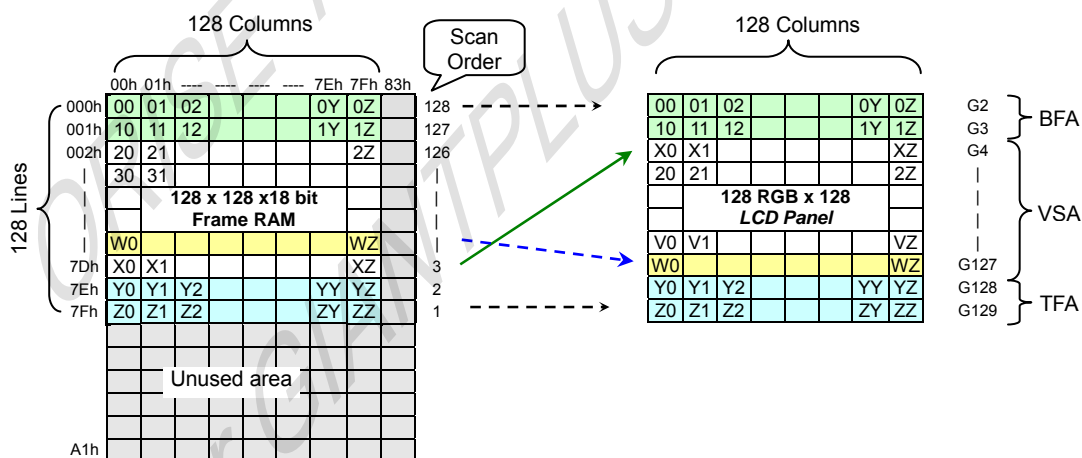 128 Columns
128 Columns
Scan
Order
00h 01h ---- ---- ---- ---- 7Eh 7Fh 83h
000h 00 01 02 0Y 0Z 128 00 01 02 0Y 0Z G2
001h 10 11 12 1Y 1Z 127 10 11 12 1Y 1Z G3 BFA
002h 20 21 2Z 126 X0 X1 XZ G4
30 31 20 21 2Z
128 Lines
128 x 128 x18 bit
Frame RAM
128 RGB x 128
LCD Panel
VSA
V0 V1 VZ
W0 WZ W0 WZ
7Dh X0 X1 XZ 3 G127
7Eh Y0 Y1 Y2 YY YZ 2 Y0 Y1 Y2 YY YZ G128
7Fh Z0 Z1 Z2 ZY ZZ 1 Z0 Z1 Z2 ZY ZZ G129 TFA
Unused area
A1h